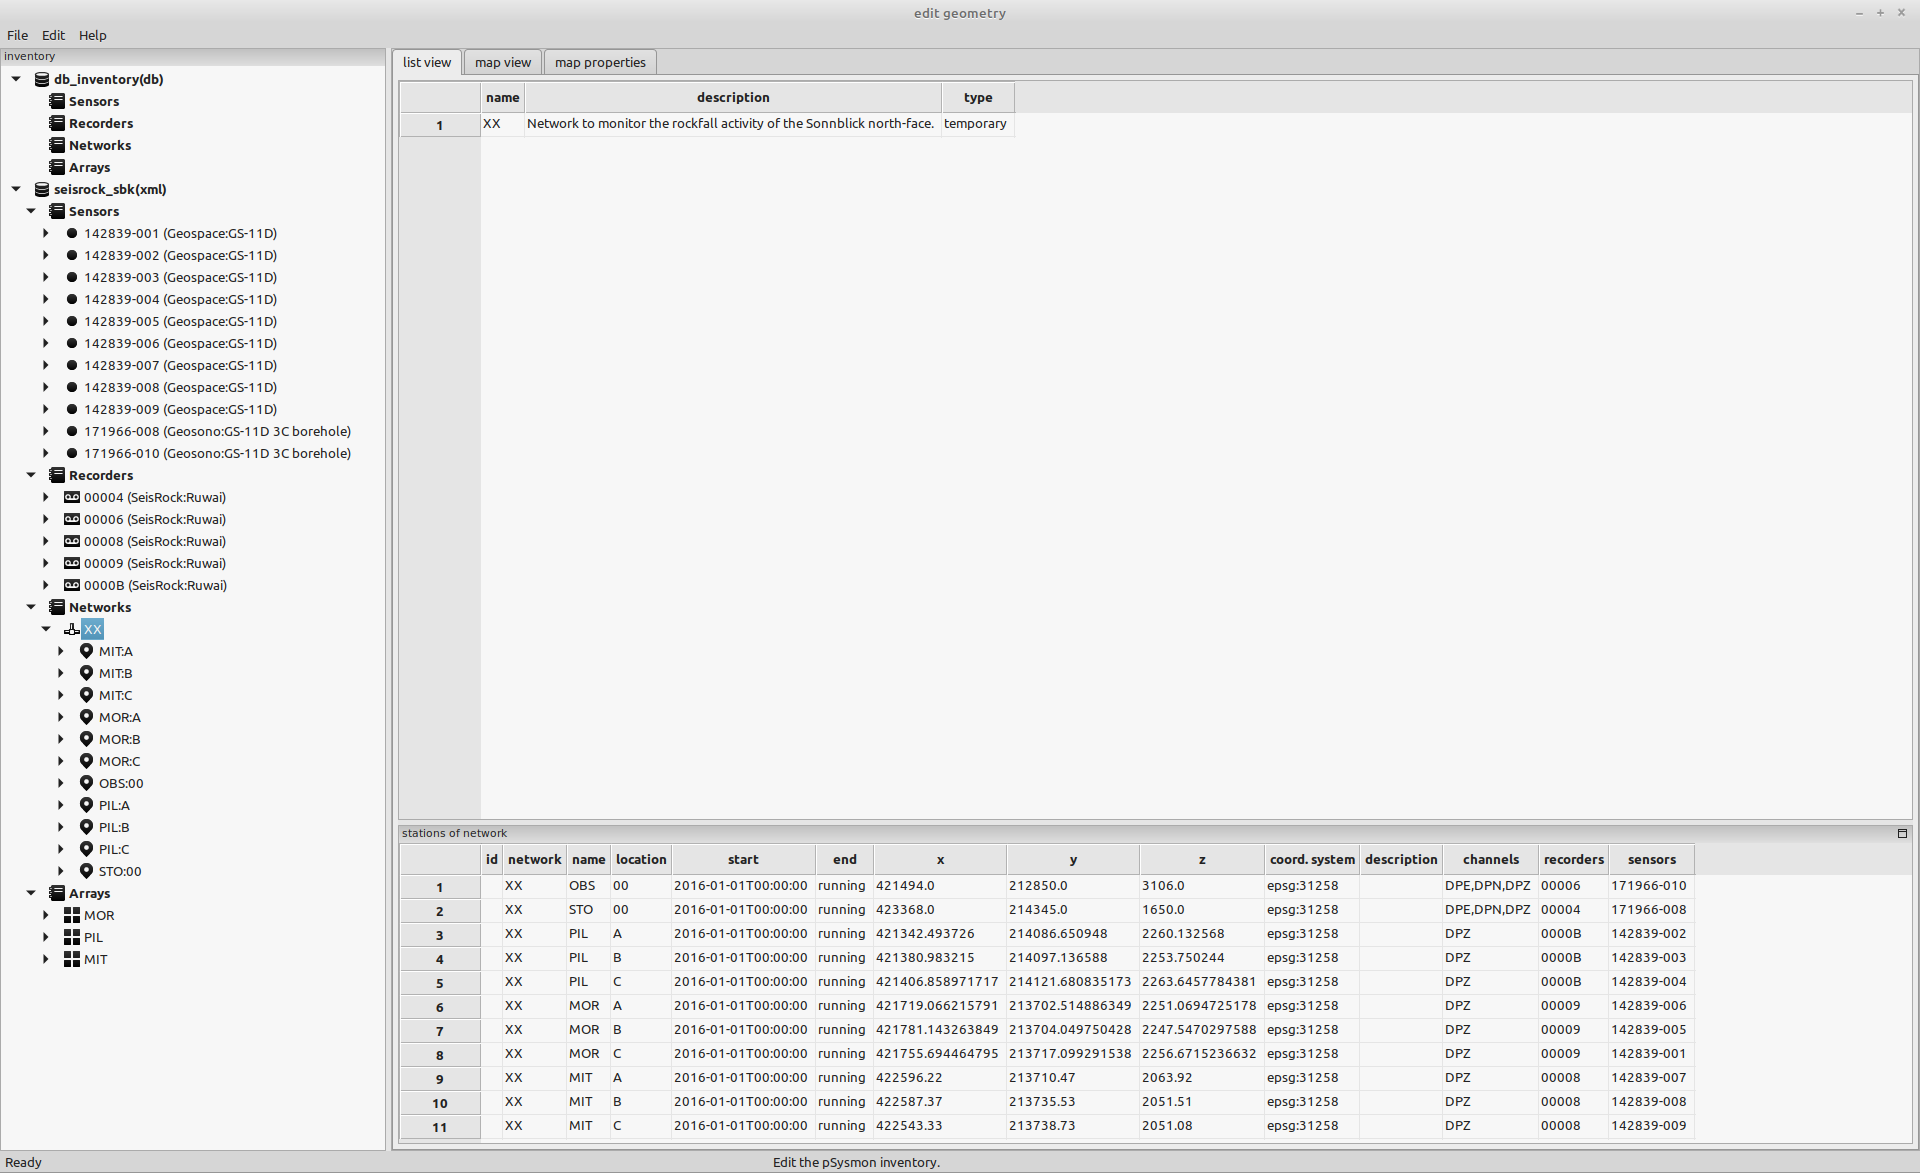 edit geometry
File Edit Help
inventory
db_inventory(db)
Sensors
Recorders
Networks
Arrays
seisrock_sbk(xml)
Sensors
142839-001 (Geospace:GS-11D)
142839-002 (Geospace:GS-11D)
142839-003 (Geospace:GS-11D)
142839-004 (Geospace:GS-11D)
142839-005 (Geospace:GS-11D)
142839-006 (Geospace:GS-11D)
142839-007 (Geospace:GS-11D)
142839-008 (Geospace:GS-11D)
142839-009 (Geospace:GS-11D)
171966-008 (Geosono:GS-11D 3C borehole)
171966-010 (Geosono:GS-11D 3C borehole)
Recorders
00004 (SeisRock:Ruwai)
00006 (SeisRock:Ruwai)
00008 (SeisRock:Ruwai)
00009 (SeisRock:Ruwai)
0000B (SeisRock:Ruwai)
Networks
XX
MIT:A
MIT:B
MIT:C
MOR:A
MOR:B
MOR:C
OBS:00
PIL:A
PIL:B
PIL:C
STO:00
Arrays
MOR
PIL
MIT
list view map view map properties
name description type
1 XX Network to monitor the rockfall activity of the Sonnblick north-face. temporary
stations of network
id network name location start end x y z coord. system description channels recorders sensors
1 XX OBS 00 2016-01-01T00:00:00 running 421494.0 212850.0 3106.0 epsg:31258 DPE,DPN,DPZ 00006 171966-010
2 XX STO 00 2016-01-01T00:00:00 running 423368.0 214345.0 1650.0 epsg:31258 DPE,DPN,DPZ 00004 171966-008
3 XX PIL A 2016-01-01T00:00:00 running 421342.493726 214086.650948 2260.132568 epsg:31258 DPZ 0000B 142839-002
4 XX PIL B 2016-01-01T00:00:00 running 421380.983215 214097.136588 2253.750244 epsg:31258 DPZ 0000B 142839-003
5 XX PIL C 2016-01-01T00:00:00 running 421406.858971717 214121.680835173 2263.6457784381 epsg:31258 DPZ 0000B 142839-004
6 XX MOR A 2016-01-01T00:00:00 running 421719.066215791 213702.514886349 2251.0694725178 epsg:31258 DPZ 00009 142839-006
7 XX MOR B 2016-01-01T00:00:00 running 421781.143263849 213704.049750428 2247.5470297588 epsg:31258 DPZ 00009 142839-005
8 XX MOR C 2016-01-01T00:00:00 running 421755.694464795 213717.099291538 2256.6715236632 epsg:31258 DPZ 00009 142839-001
9 XX MIT A 2016-01-01T00:00:00 running 422596.22 213710.47 2063.92 epsg:31258 DPZ 00008 142839-007
10 XX MIT B 2016-01-01T00:00:00 running 422587.37 213735.53 2051.51 epsg:31258 DPZ 00008 142839-008
11 XX MIT C 2016-01-01T00:00:00 running 422543.33 213738.73 2051.08 epsg:31258 DPZ 00008 142839-009
Ready Edit the pSysmon inventory.